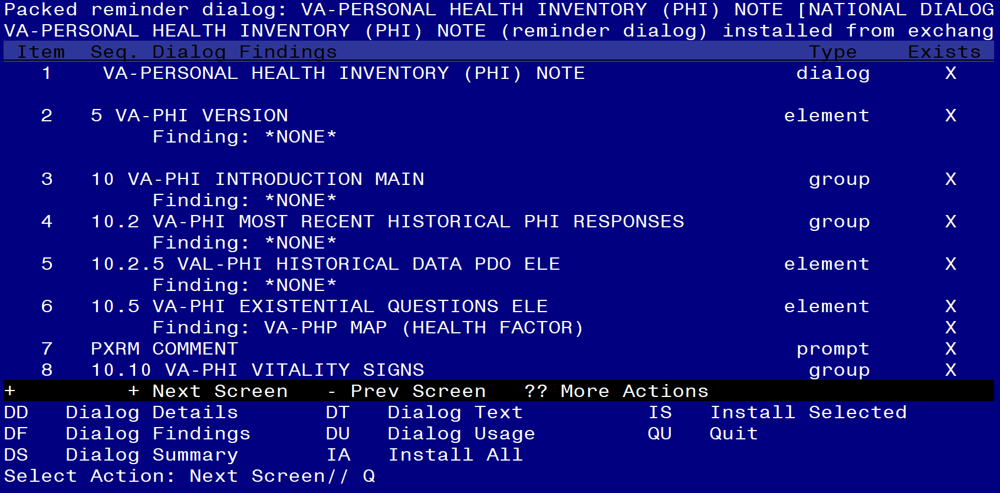 Packed reminder dialog: VA-PERSONAL HEALTH INVENTORY (PHI) NOTE [NATIONAL DIALOG
VA-PERSONAL HEALTH INVENTORY (PHI) NOTE (reminder dialog) installed from exchang
Item  Seq. Dialog Findings  Type  Exists
1  VA-PERSONAL HEALTH INVENTORY (PHI) NOTE  dialog  X
2  5 VA-PHI VERSION  element  X
Finding: *NONE*
3  10 VA-PHI INTRODUCTION MAIN  group  X
Finding: *NONE*
4  10.2 VA-PHI MOST RECENT HISTORICAL PHI RESPONSES  group  X
Finding: *NONE*
5  10.2.5 VAL-PHI HISTORICAL DATA PDO ELE  element  X
Finding: *NONE*
6  10.5 VA-PHI EXISTENTIAL QUESTIONS ELE  element  X
Finding: VA-PHP MAP (HEALTH FACTOR)  X
7  PXRM COMMENT  prompt  X
8  10.10 VA-PHI VITALITY SIGNS  group  X
+  + Next Screen  - Prev Screen  ?? More Actions
DD  Dialog Details  DT  Dialog Text  IS  Install Selected
DF  Dialog Findings  DU  Dialog Usage  QU  Quit
DS  Dialog Summary  IA  Install All
Select Action: Next Screen// Q